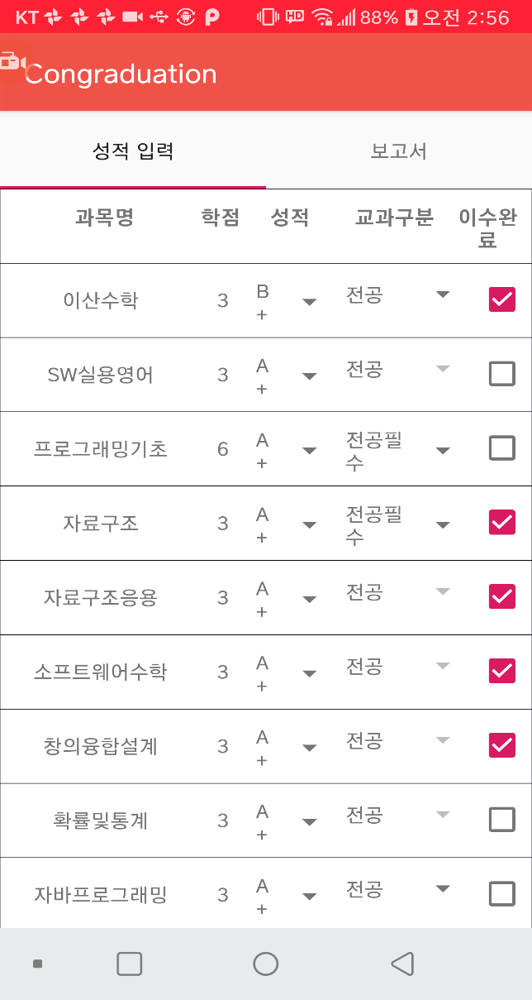 KT HD 88% 오전 2:56
Congraduation
성적 입력 보고서
과목명 학점 성적 교과구분 이수완
료
이산수학 3 B
+ 전공
SW실용영어 3 A
+ 전공
프로그래밍기초 6 A
+ 전공필
수
자료구조 3 A
+ 전공필
수
자료구조응용 3 A
+ 전공
소프트웨어수학 3 A
+ 전공
창의융합설계 3 A
+ 전공
확률및통계 3 A
+ 전공
자바프로그래밍 3 A
+ 전공